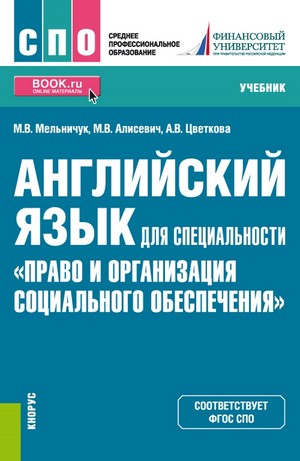 СПО
СРЕДНЕЕ
ПРОФЕССИОНАЛЬНОЕ
ОБРАЗОВАНИЕ
ФИНАНСОВЫЙ
УНИВЕРСИТЕТ
ПРИ ПРАВИТЕЛЬСТВЕ РОССИЙСКОЙ ФЕДЕРАЦИИ
BOOK.ru
ONLINE МАТЕРИАЛЫ
УЧЕБНИК
М.В. Мельничук, М.В. Алисевич, А.В. Цветкова
АНГЛИЙСКИЙ
ЯЗЫК ДЛЯ СПЕЦИАЛЬНОСТИ
«ПРАВО И ОРГАНИЗАЦИЯ
СОЦИАЛЬНОГО ОБЕСПЕЧЕНИЯ»
КНОРУС
СООТВЕТСТВУЕТ
ФГОС СПО